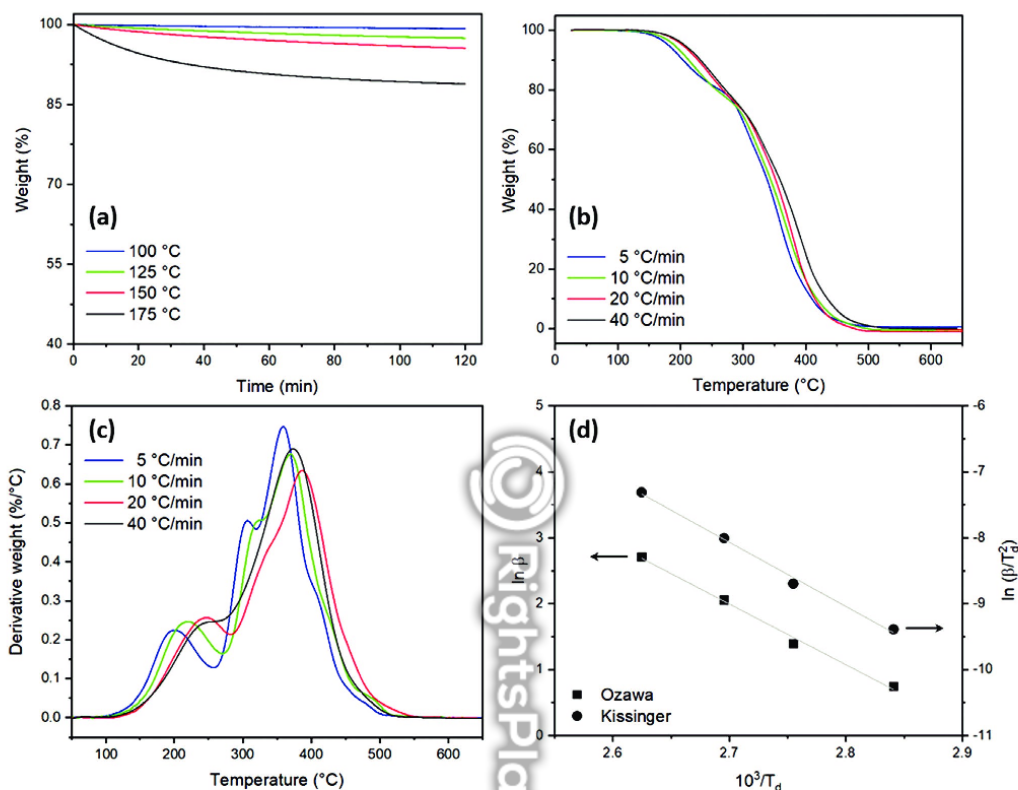 (a)
100
85
70
55
40
Weight (%)
100 °C
125 °C
150 °C
175 °C
0 20 40 60 80 100 120
Time (min)
(b)
100
80
60
40
20
0
Weight (%)
5 °C/min
10 °C/min
20 °C/min
40 °C/min
0 100 200 300 400 500 600
Temperature (°C)
(c)
0.8
0.7
0.6
0.5
0.4
0.3
0.2
0.1
0.0
Derivative weight (%/°C)
5 °C/min
10 °C/min
20 °C/min
40 °C/min
100 200 300 400 500 600
Temperature (°C)
(d)
5
4
3
2
1
0
ln β
-6
-7
-8
-9
-10
-11
ln (β/T_d^2)
Ozawa
Kissinger
2.6 2.7 2.8 2.9
10^3/T_d
© RightsPla